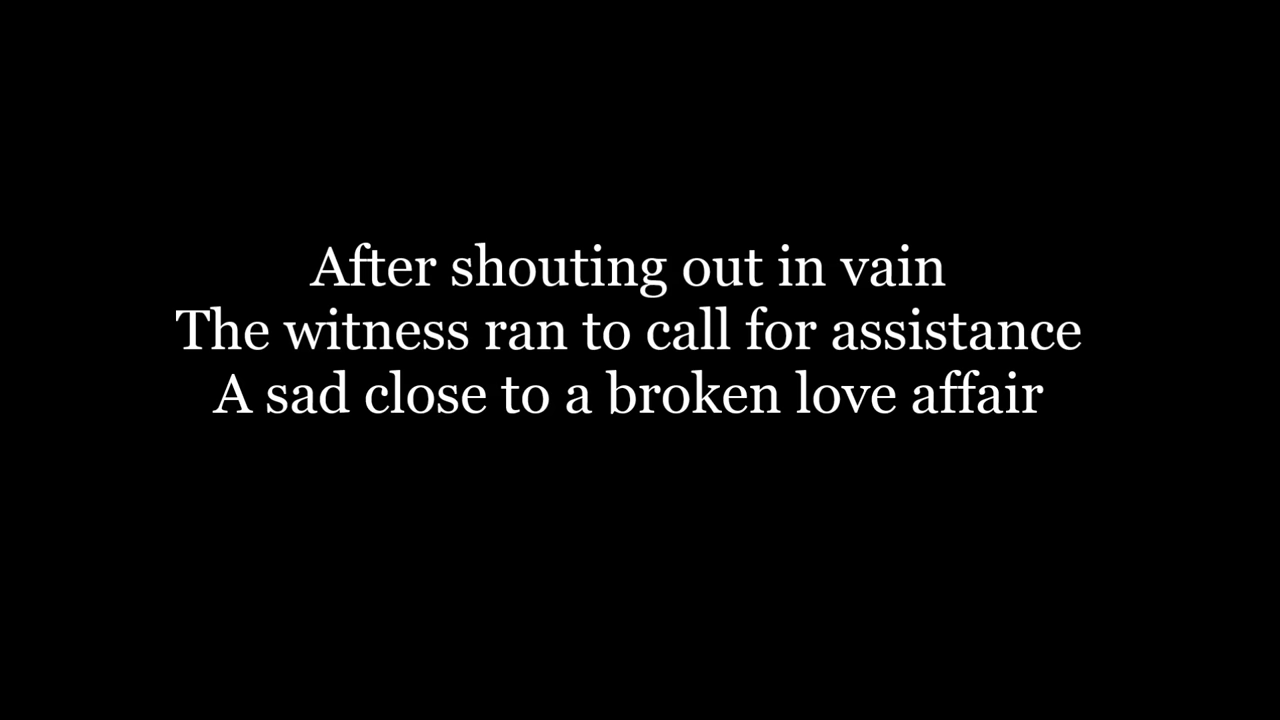 After shouting out in vain
The witness ran to call for assistance
A sad close to a broken love affair